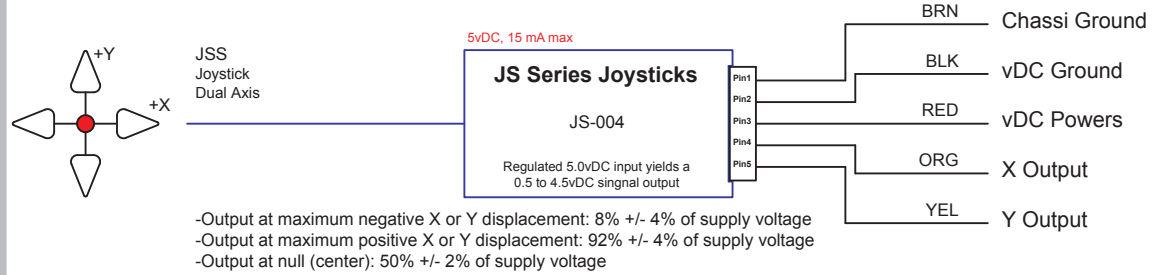 +Y
+X
JSS
Joystick
Dual Axis
5vDC, 15 mA max
JS Series Joysticks
JS-004
Regulated 5.0vDC input yields a
0.5 to 4.5vDC singnal output
Pin1
Pin2
Pin3
Pin4
Pin5
BRN Chassi Ground
BLK vDC Ground
RED vDC Powers
ORG X Output
YEL Y Output
-Output at maximum negative X or Y displacement: 8% +/- 4% of supply voltage
-Output at maximum positive X or Y displacement: 92% +/- 4% of supply voltage
-Output at null (center): 50% +/- 2% of supply voltage